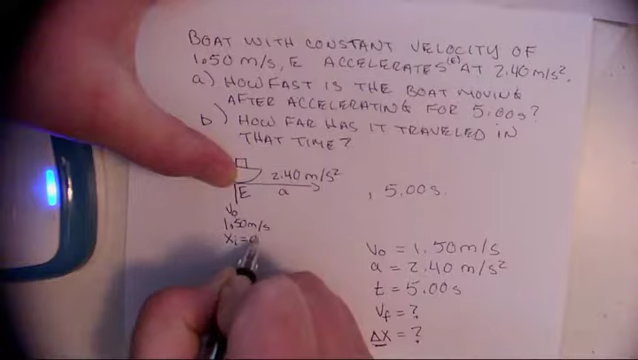 BOAT WITH CONSTANT VELOCITY OF
1.50 m/s, E ACCELERATES (E) AT 2.40 m/s².
a) HOW FAST IS THE BOAT MOVING
AFTER ACCELERATING FOR 5.00s?
b) HOW FAR HAS IT TRAVELED IN
THAT TIME?
2.40 m/s²
E a , 5.00s.
V₀
1.50m/s
Xᵢ=
V₀ = 1.50 m/s
a = 2.40 m/s²
t = 5.00s
Vf = ?
ΔX = ?